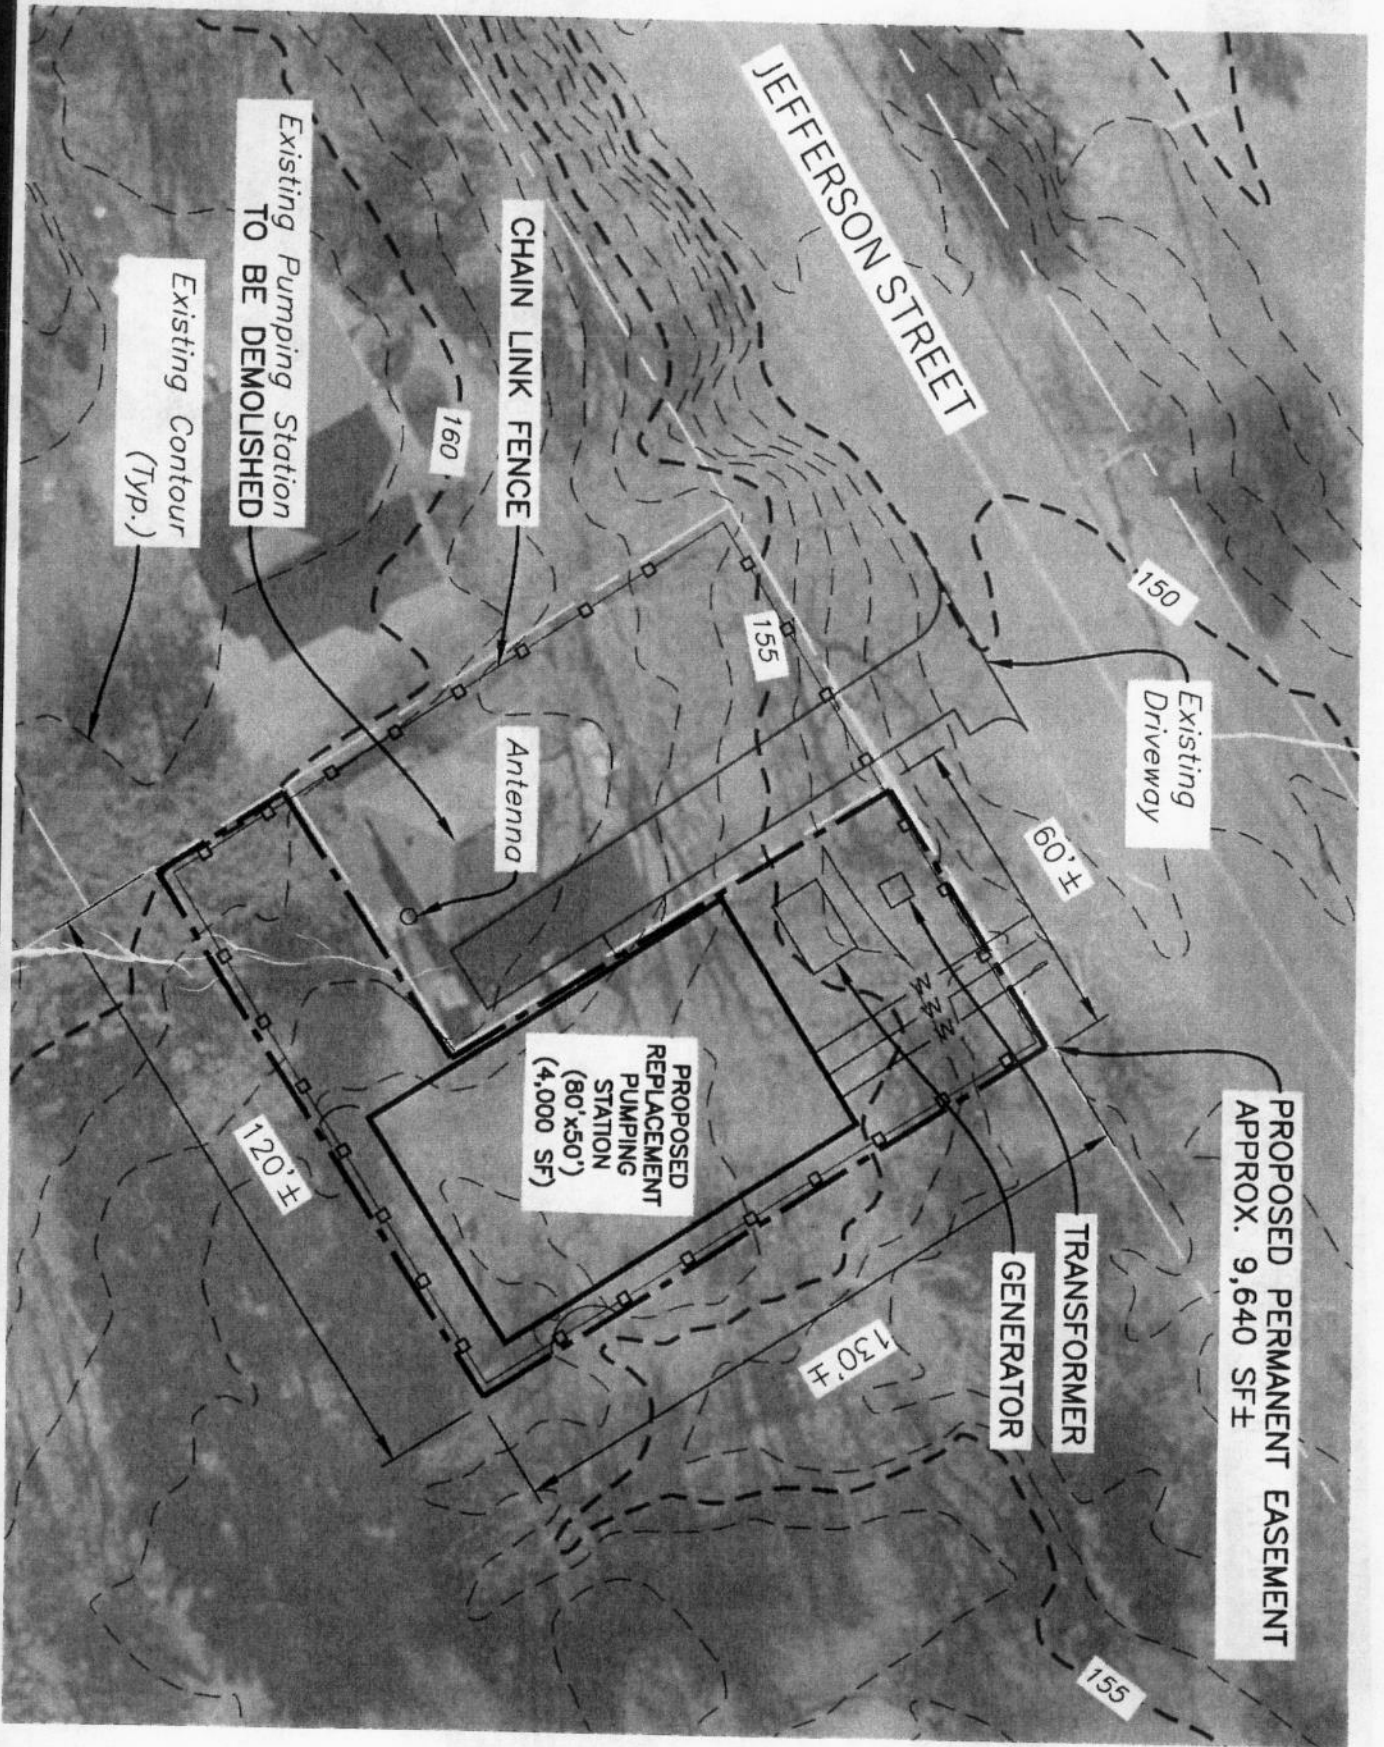 JEFFERSON STREET
Existing Pumping Station
TO BE DEMOLISHED
CHAIN LINK FENCE
Existing Contour
(Typ.)
160
155
150
Existing
Driveway
Antenna
60'±
PROPOSED
REPLACEMENT
PUMPING
STATION
(80'x50')
(4,000 SF)
120'±
130'±
PROPOSED PERMANENT EASEMENT
APPROX. 9,640 SF±
TRANSFORMER
GENERATOR
155